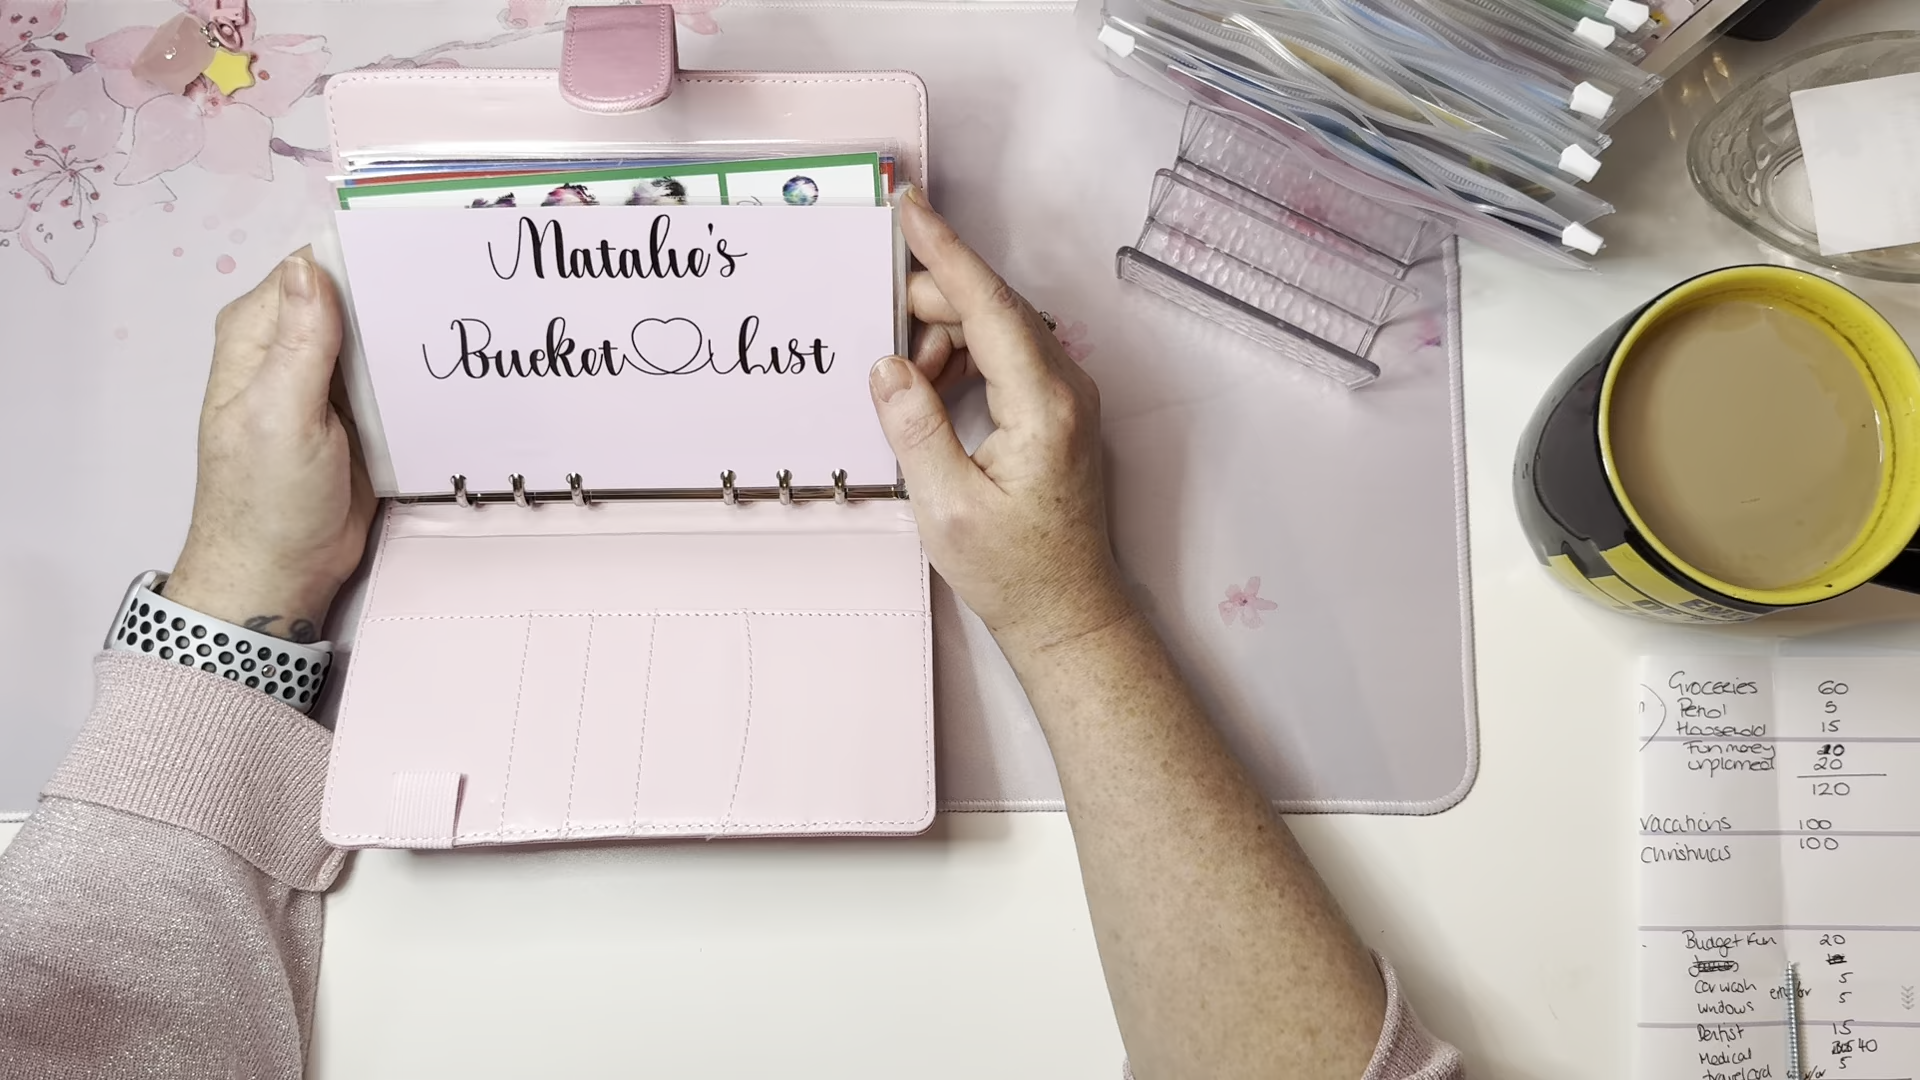 Natalie's
Bucket List
Groceries 60
Petrol 5
Household 15
Fun money 20
unplanned 20
120
vacations 100
Christmas 100
Budget Fun 20
car wash 5
windows 5
Dentist 15
Medical 40
travelcard 5